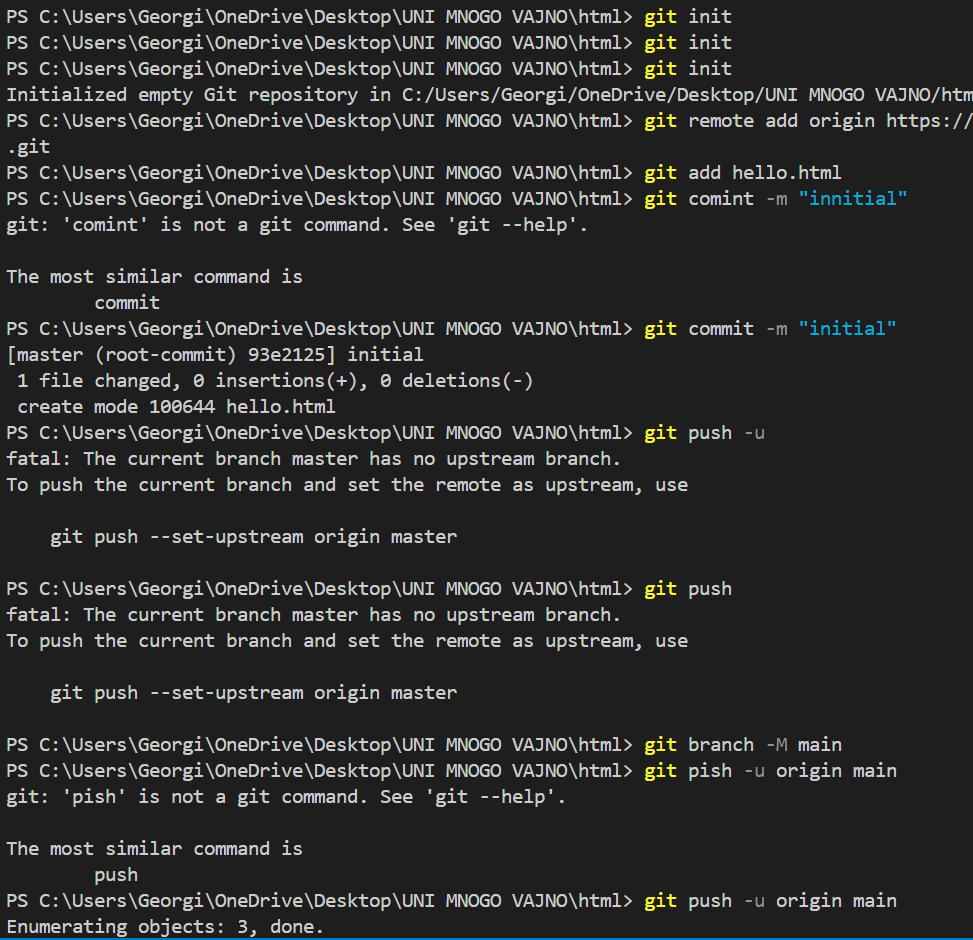 PS C:\Users\Georgi\OneDrive\Desktop\UNI MNOGO VAJNO\html> git init
PS C:\Users\Georgi\OneDrive\Desktop\UNI MNOGO VAJNO\html> git init
PS C:\Users\Georgi\OneDrive\Desktop\UNI MNOGO VAJNO\html> git init
Initialized empty Git repository in C:/Users/Georgi/OneDrive/Desktop/UNI MNOGO VAJNO/htm
PS C:\Users\Georgi\OneDrive\Desktop\UNI MNOGO VAJNO\html> git remote add origin https://
.git
PS C:\Users\Georgi\OneDrive\Desktop\UNI MNOGO VAJNO\html> git add hello.html
PS C:\Users\Georgi\OneDrive\Desktop\UNI MNOGO VAJNO\html> git comint -m "innitial"
git: 'comint' is not a git command. See 'git --help'.

The most similar command is
        commit
PS C:\Users\Georgi\OneDrive\Desktop\UNI MNOGO VAJNO\html> git commit -m "initial"
[master (root-commit) 93e2125] initial
 1 file changed, 0 insertions(+), 0 deletions(-)
 create mode 100644 hello.html
PS C:\Users\Georgi\OneDrive\Desktop\UNI MNOGO VAJNO\html> git push -u
fatal: The current branch master has no upstream branch.
To push the current branch and set the remote as upstream, use

    git push --set-upstream origin master

PS C:\Users\Georgi\OneDrive\Desktop\UNI MNOGO VAJNO\html> git push
fatal: The current branch master has no upstream branch.
To push the current branch and set the remote as upstream, use

    git push --set-upstream origin master

PS C:\Users\Georgi\OneDrive\Desktop\UNI MNOGO VAJNO\html> git branch -M main
PS C:\Users\Georgi\OneDrive\Desktop\UNI MNOGO VAJNO\html> git pish -u origin main
git: 'pish' is not a git command. See 'git --help'.

The most similar command is
        push
PS C:\Users\Georgi\OneDrive\Desktop\UNI MNOGO VAJNO\html> git push -u origin main
Enumerating objects: 3, done.